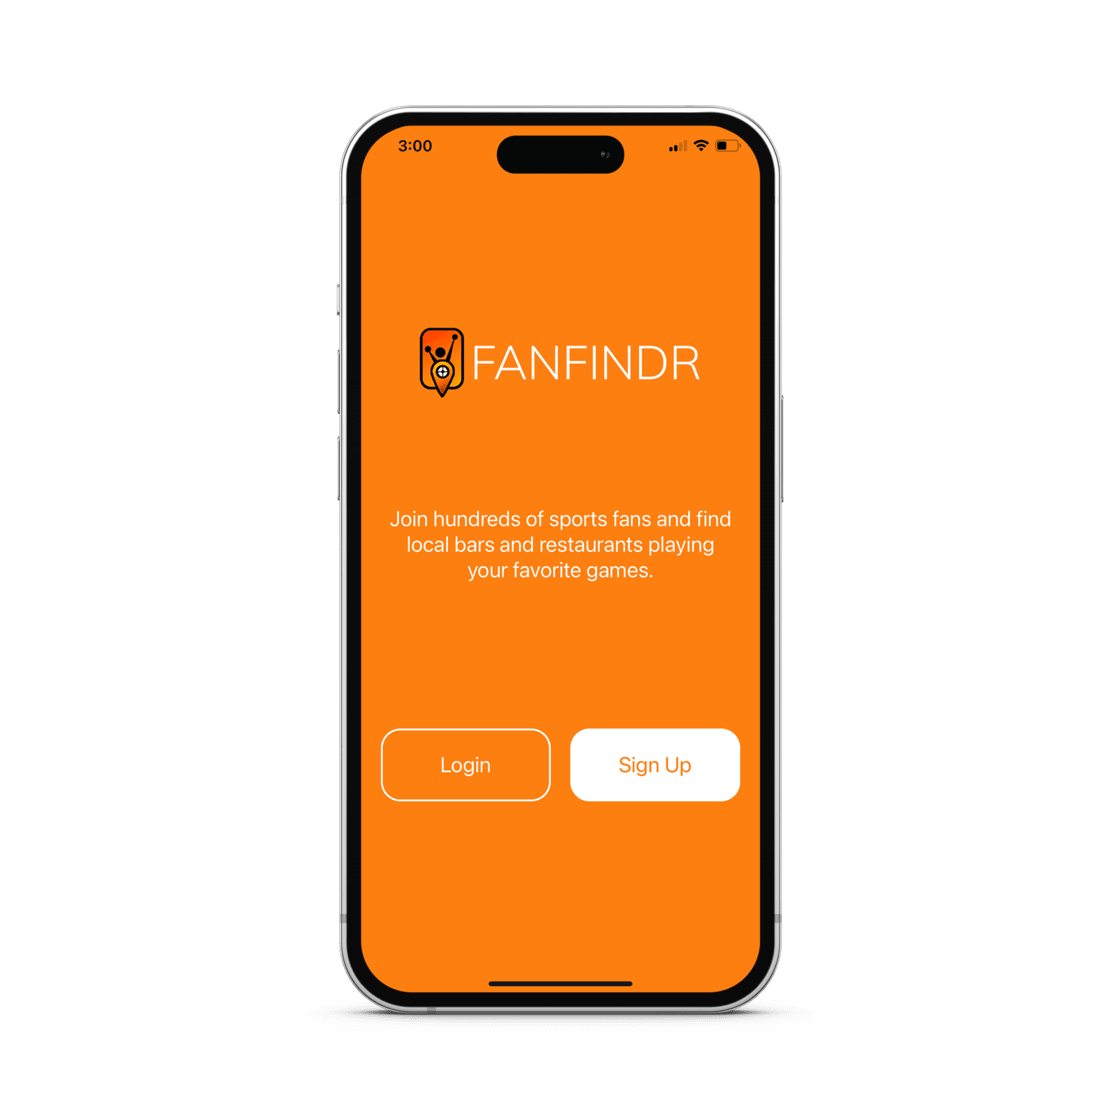 3:00
FANFINDR
Join hundreds of sports fans and find
local bars and restaurants playing
your favorite games.
Login
Sign Up